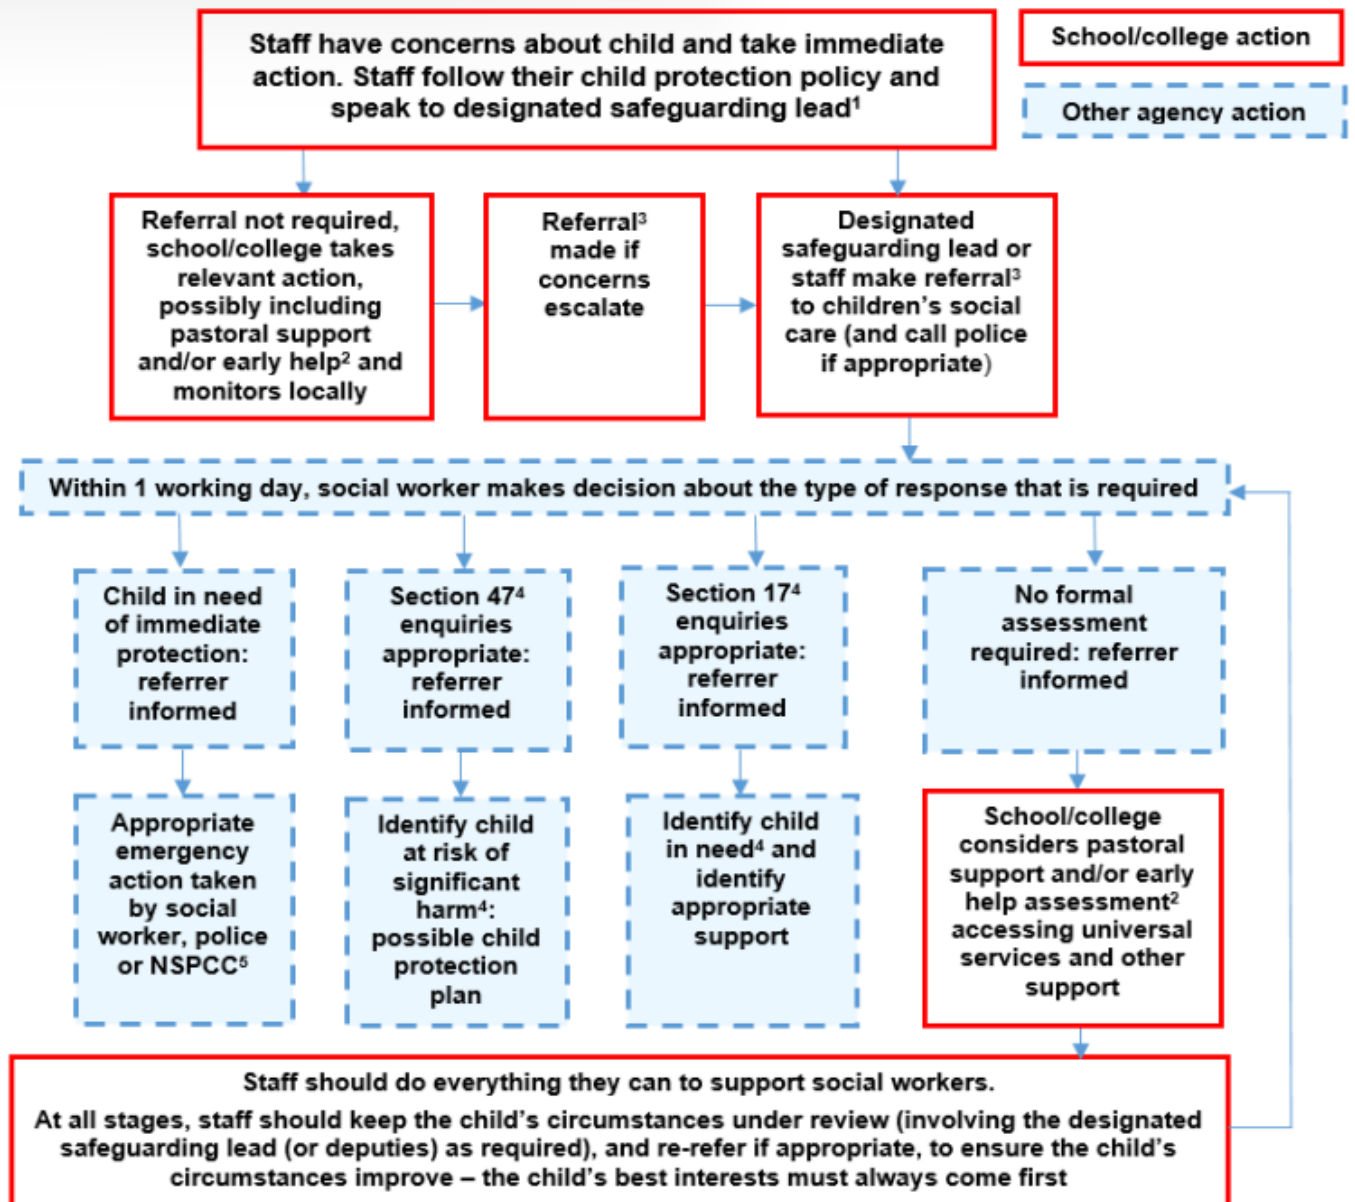 Staff have concerns about child and take immediate
action. Staff follow their child protection policy and
speak to designated safeguarding lead¹
School/college action
Other agency action
Referral not required,
school/college takes
relevant action,
possibly including
pastoral support
and/or early help² and
monitors locally
Referral³
made if
concerns
escalate
Designated
safeguarding lead or
staff make referral³
to children's social
care (and call police
if appropriate)
Within 1 working day, social worker makes decision about the type of response that is required
Child in need
of immediate
protection:
referrer
informed
Section 47⁴
enquiries
appropriate:
referrer
informed
Section 17⁴
enquiries
appropriate:
referrer
informed
No formal
assessment
required: referrer
informed
Appropriate
emergency
action taken
by social
worker, police
or NSPCC⁵
Identify child
at risk of
significant
harm⁴:
possible child
protection
plan
Identify child
in need⁴ and
identify
appropriate
support
School/college
considers pastoral
support and/or early
help assessment²
accessing universal
services and other
support
Staff should do everything they can to support social workers.
At all stages, staff should keep the child's circumstances under review (involving the designated
safeguarding lead (or deputies) as required), and re-refer if appropriate, to ensure the child's
circumstances improve – the child's best interests must always come first